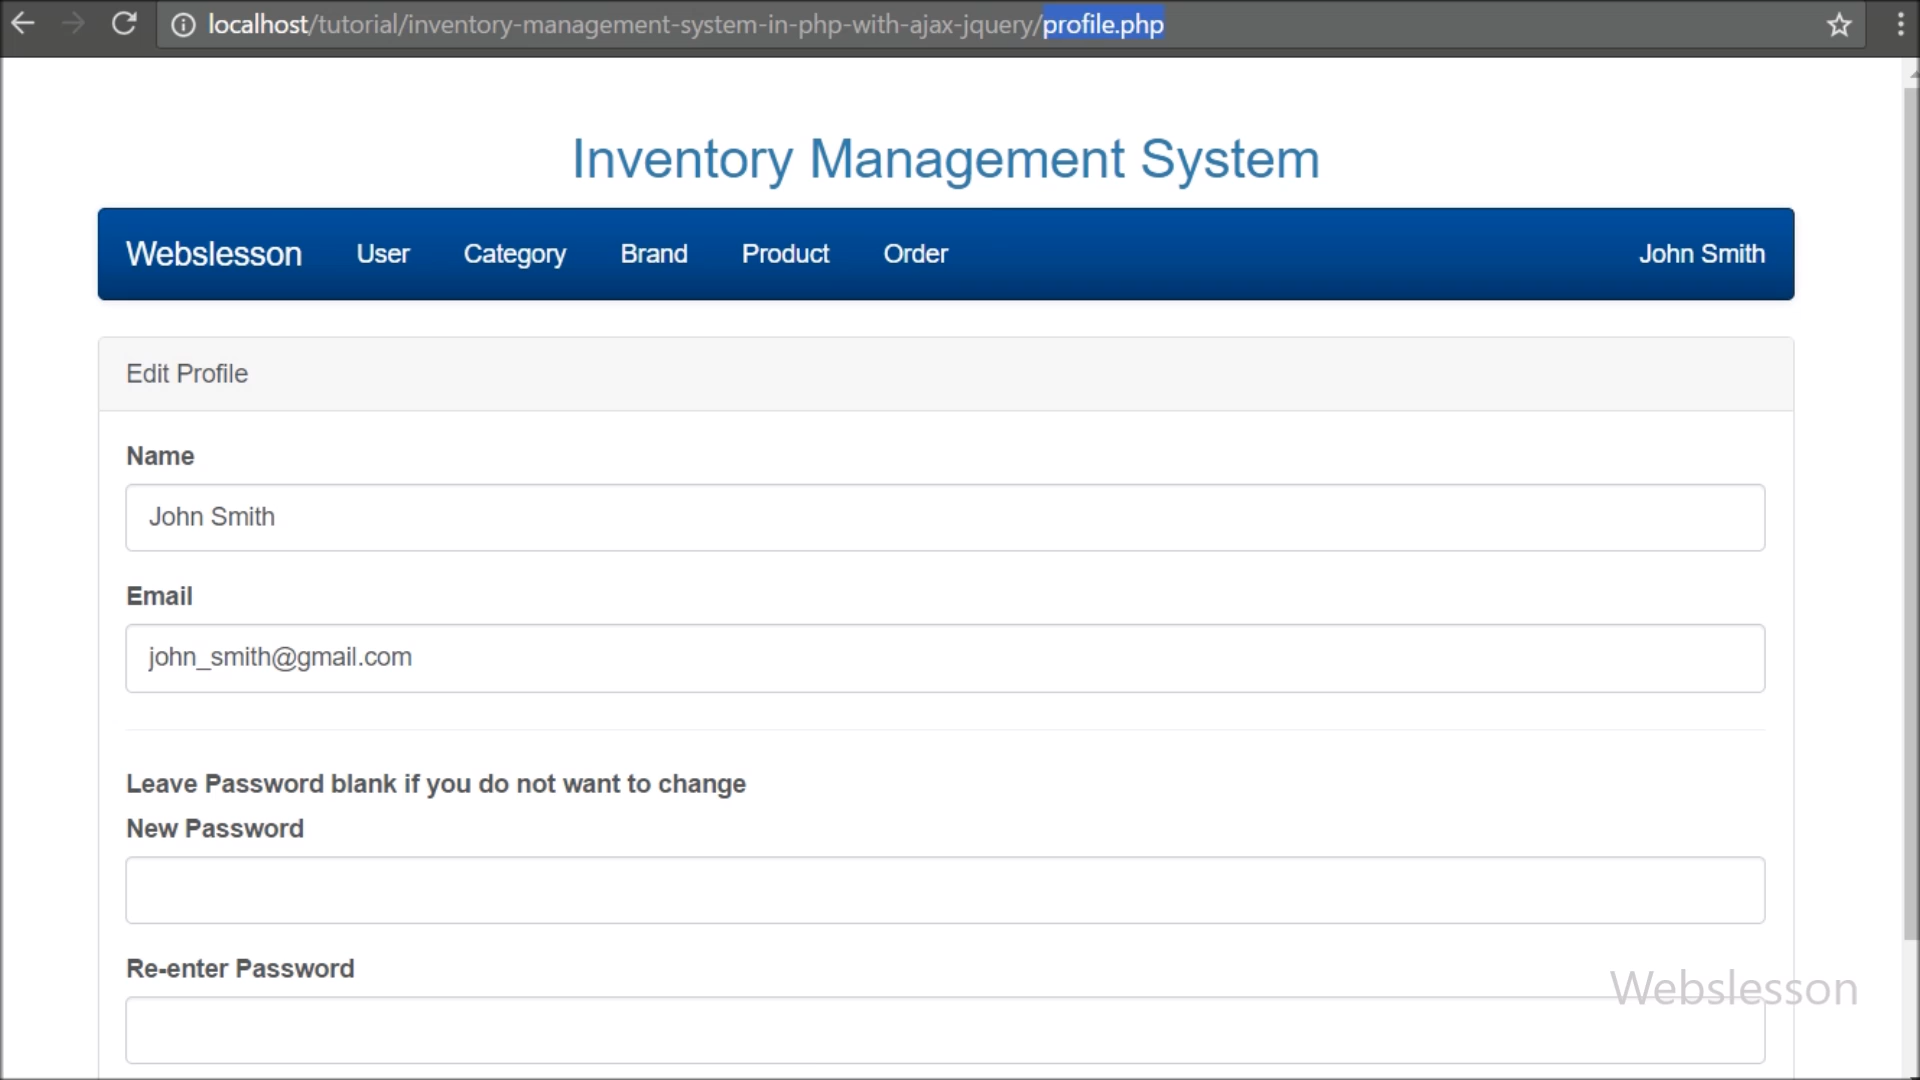 localhost/tutorial/inventory-management-system-in-php-with-ajax-jquery/profile.php
Inventory Management System
Webslesson User Category Brand Product Order John Smith
Edit Profile
Name
John Smith
Email
john_smith@gmail.com
Leave Password blank if you do not want to change
New Password
Re-enter Password
Webslesson